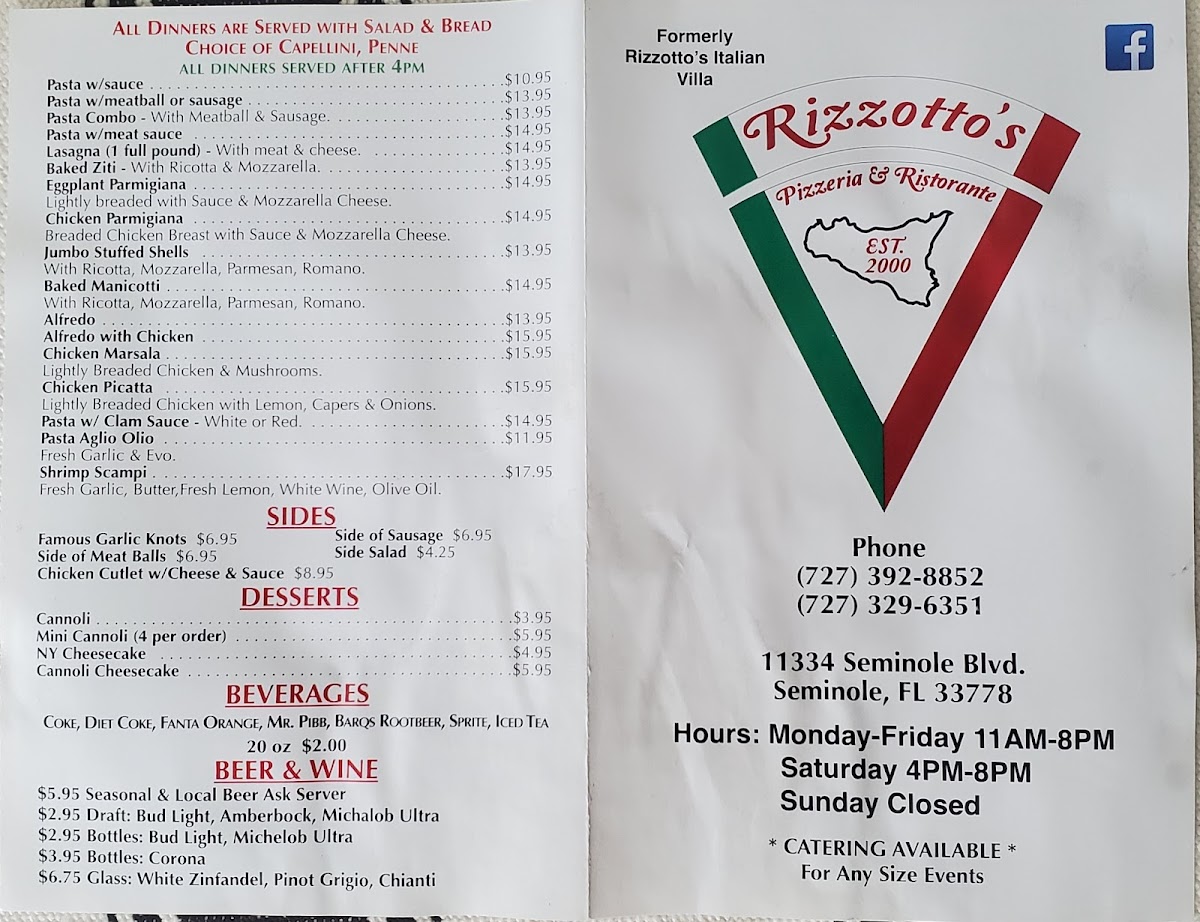 ALL DINNERS ARE SERVED WITH SALAD & BREAD
CHOICE OF CAPELLINI, PENNE
ALL DINNERS SERVED AFTER 4PM
Pasta w/sauce $10.95
Pasta w/meatball or sausage $13.95
Pasta Combo - With Meatball & Sausage. $13.95
Pasta w/meat sauce $14.95
Lasagna (1 full pound) - With meat & cheese. $14.95
Baked Ziti - With Ricotta & Mozzarella. $13.95
Eggplant Parmigiana $14.95
Lightly breaded with Sauce & Mozzarella Cheese.
Chicken Parmigiana $14.95
Breaded Chicken Breast with Sauce & Mozzarella Cheese.
Jumbo Stuffed Shells $13.95
With Ricotta, Mozzarella, Parmesan, Romano.
Baked Manicotti $14.95
With Ricotta, Mozzarella, Parmesan, Romano.
Alfredo $13.95
Alfredo with Chicken $15.95
Chicken Marsala $15.95
Lightly Breaded Chicken & Mushrooms.
Chicken Picatta $15.95
Lightly Breaded Chicken with Lemon, Capers & Onions.
Pasta w/ Clam Sauce - White or Red. $14.95
Pasta Aglio Olio $11.95
Fresh Garlic & Evo.
Shrimp Scampi $17.95
Fresh Garlic, Butter,Fresh Lemon, White Wine, Olive Oil.
SIDES
Famous Garlic Knots $6.95 Side of Sausage $6.95
Side of Meat Balls $6.95 Side Salad $4.25
Chicken Cutlet w/Cheese & Sauce $8.95
DESSERTS
Cannoli $3.95
Mini Cannoli (4 per order) $5.95
NY Cheesecake $4.95
Cannoli Cheesecake $5.95
BEVERAGES
COKE, DIET COKE, FANTA ORANGE, MR. PIBB, BARQS ROOTBEER, SPRITE, ICED TEA
20 oz $2.00
BEER & WINE
$5.95 Seasonal & Local Beer Ask Server
$2.95 Draft: Bud Light, Amberbock, Michalob Ultra
$2.95 Bottles: Bud Light, Michelob Ultra
$3.95 Bottles: Corona
$6.75 Glass: White Zinfandel, Pinot Grigio, Chianti
Formerly
Rizzotto's Italian
Villa
f
Rizzotto's
Pizzeria & Ristorante
EST.
2000
Phone
(727) 392-8852
(727) 329-6351
11334 Seminole Blvd.
Seminole, FL 33778
Hours: Monday-Friday 11AM-8PM
Saturday 4PM-8PM
Sunday Closed
* CATERING AVAILABLE *
For Any Size Events